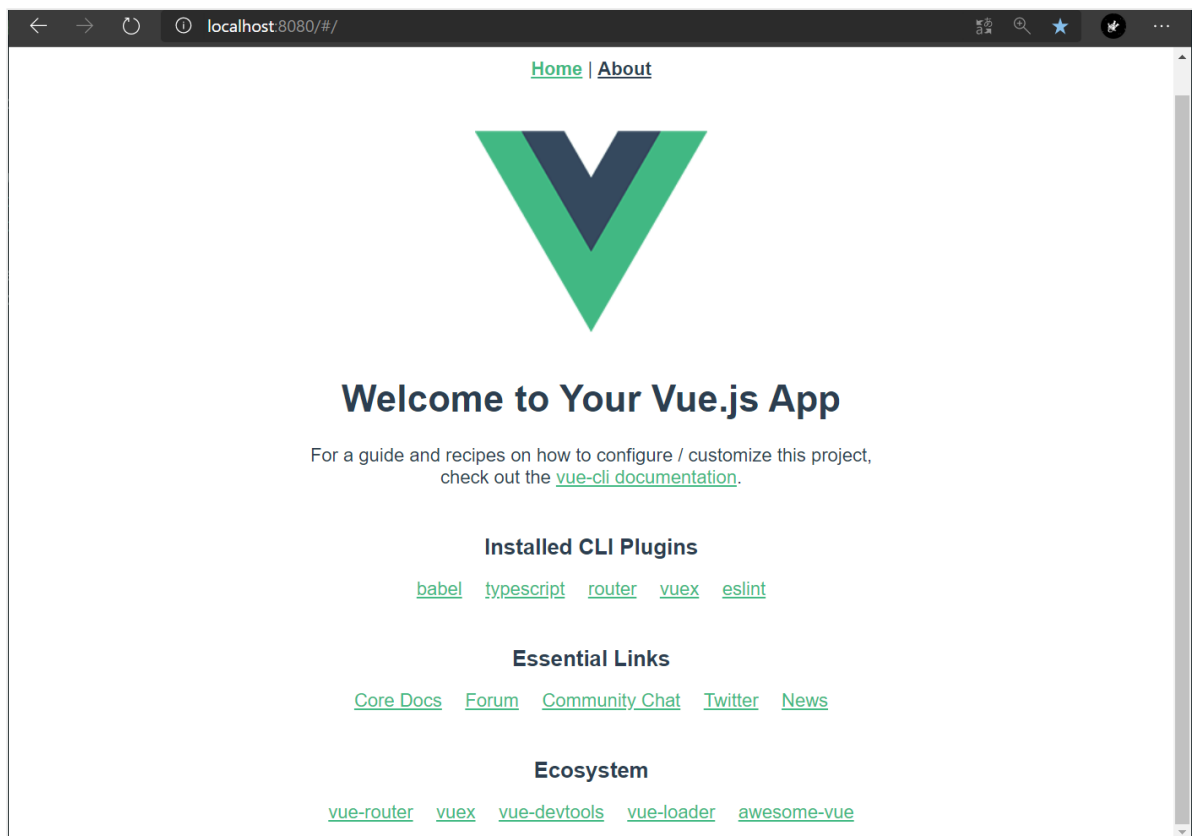 localhost:8080/#/
Home | About
Welcome to Your Vue.js App
For a guide and recipes on how to configure / customize this project,
check out the vue-cli documentation.
Installed CLI Plugins
babel typescript router vuex eslint
Essential Links
Core Docs Forum Community Chat Twitter News
Ecosystem
vue-router vuex vue-devtools vue-loader awesome-vue